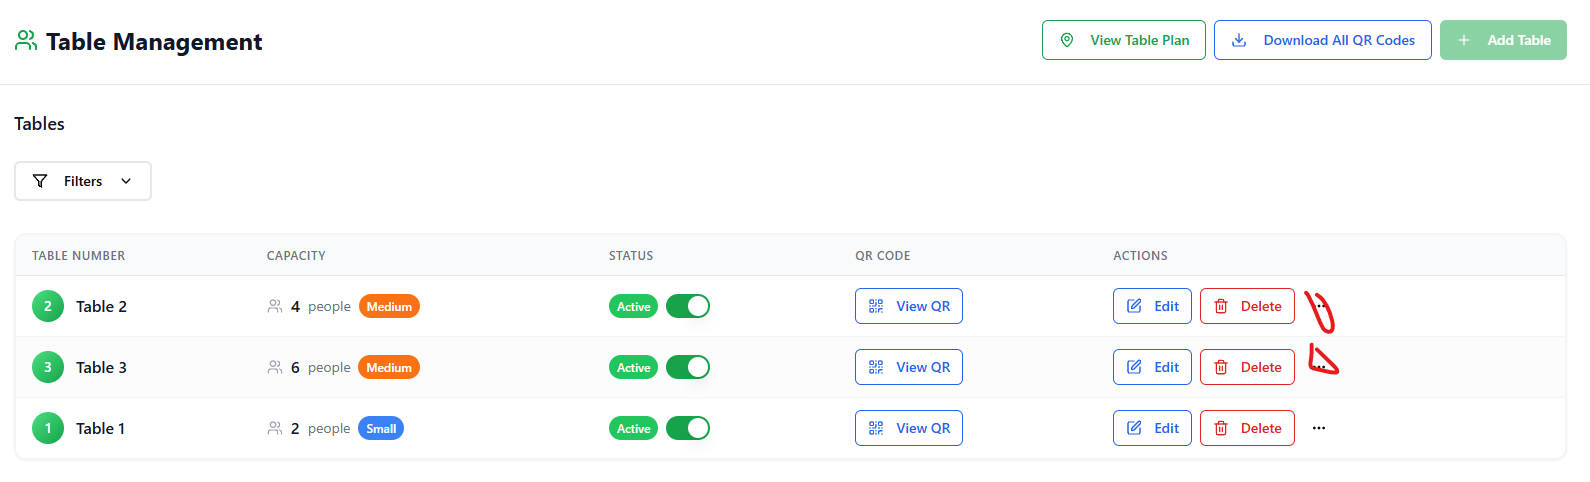 Table Management
View Table Plan
Download All QR Codes
+ Add Table
Tables
Filters
TABLE NUMBER CAPACITY STATUS QR CODE ACTIONS
2 Table 2 4 people Medium Active View QR Edit Delete ...
3 Table 3 6 people Medium Active View QR Edit Delete ...
1 Table 1 2 people Small Active View QR Edit Delete ...